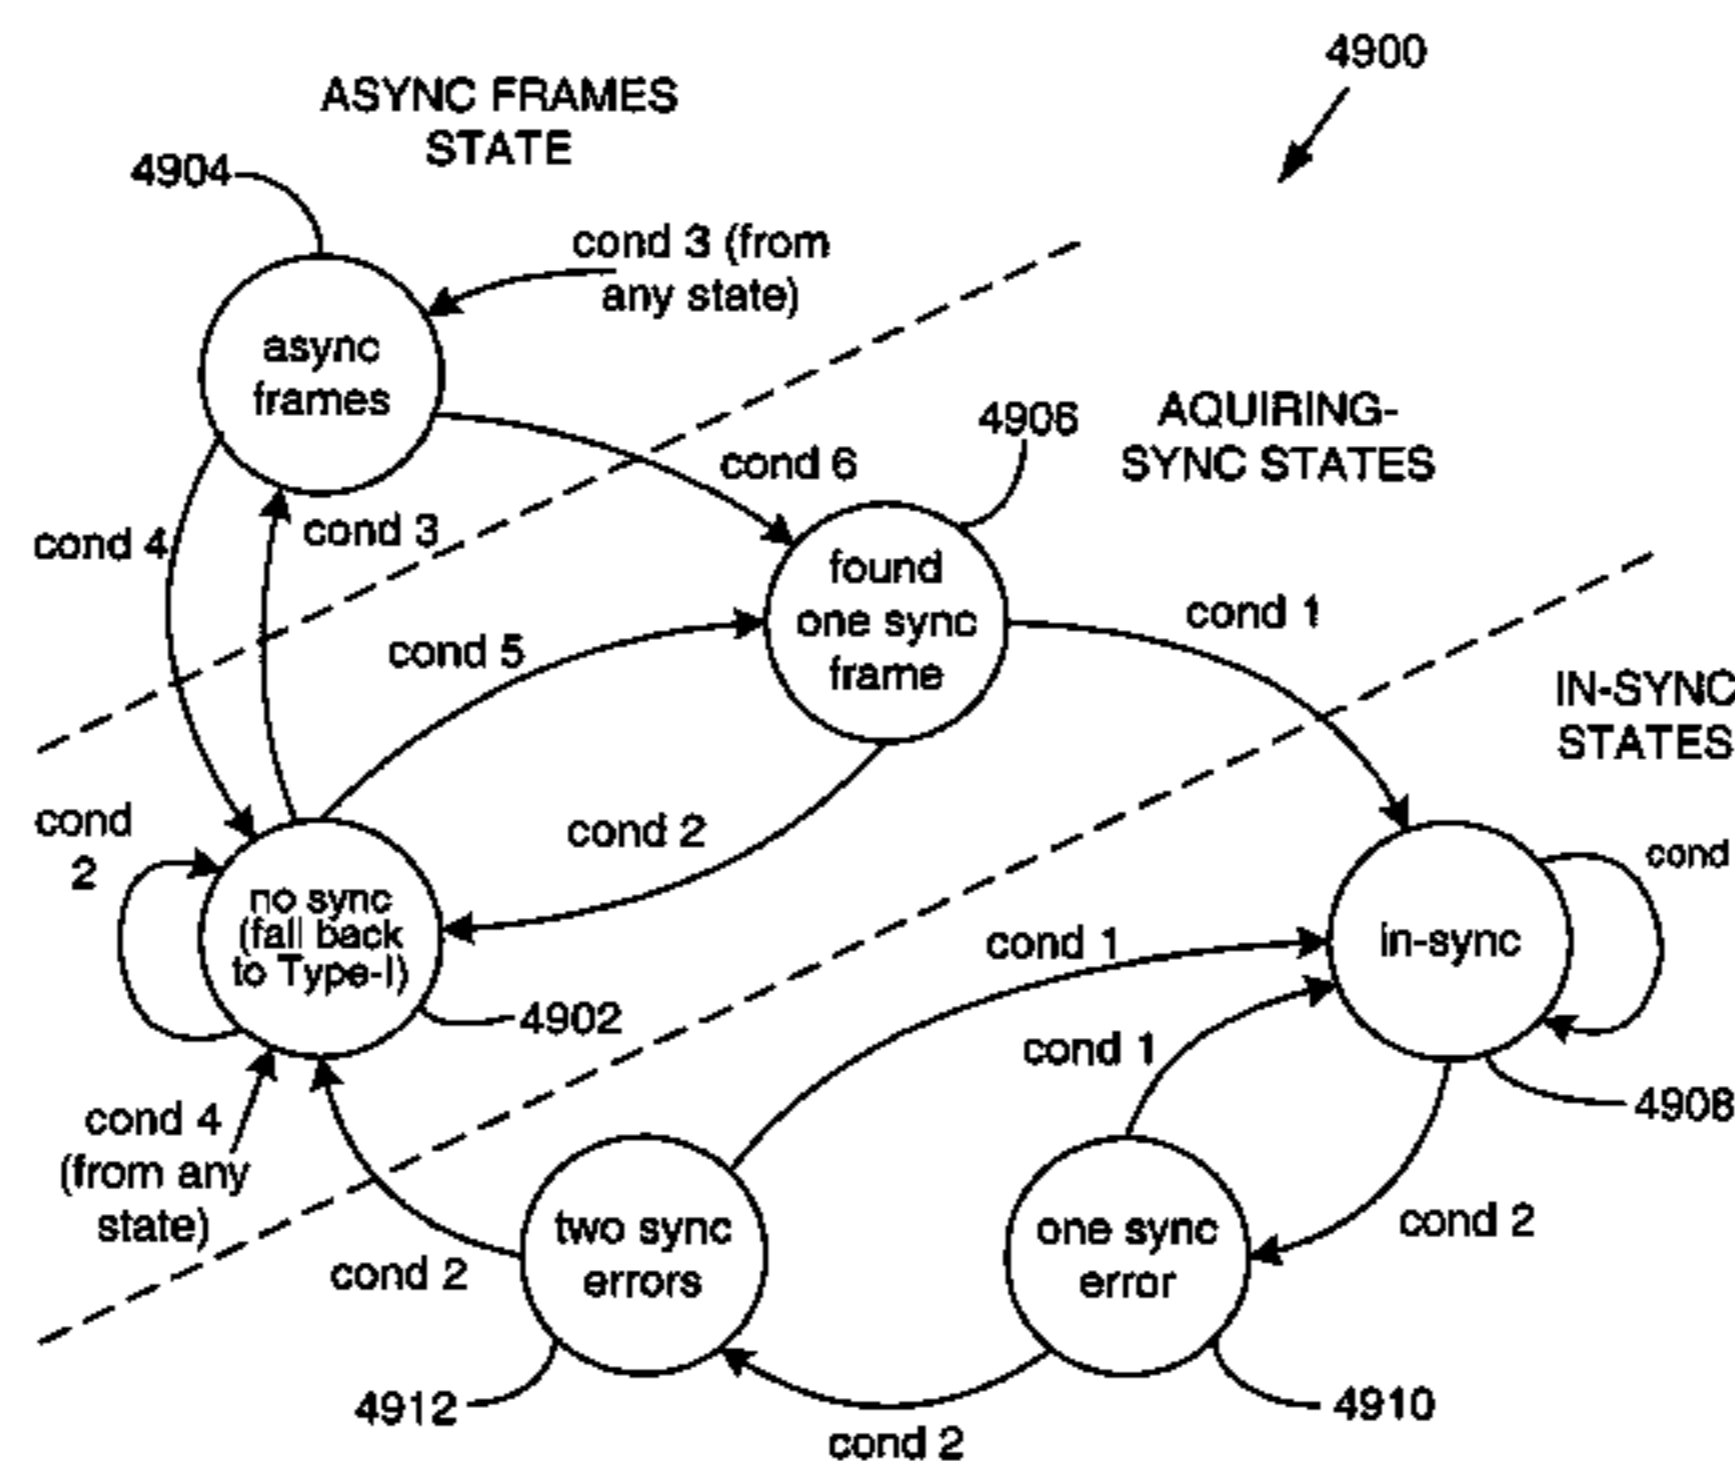 4900
ASYNC FRAMES
STATE
4904
cond 3 (from
any state)
async
frames
4906
AQUIRING-
SYNC STATES
cond 6
cond 4
cond 3
found
one sync
frame
cond 1
cond 5
IN-SYNC
STATES
cond
2
cond 2
no sync
(fall back
to Type-I)
cond
in-sync
cond 1
4902
cond 1
4908
cond 4
(from any
state)
two sync
errors
one sync
error
cond 2
cond 2
4912
4910
cond 2